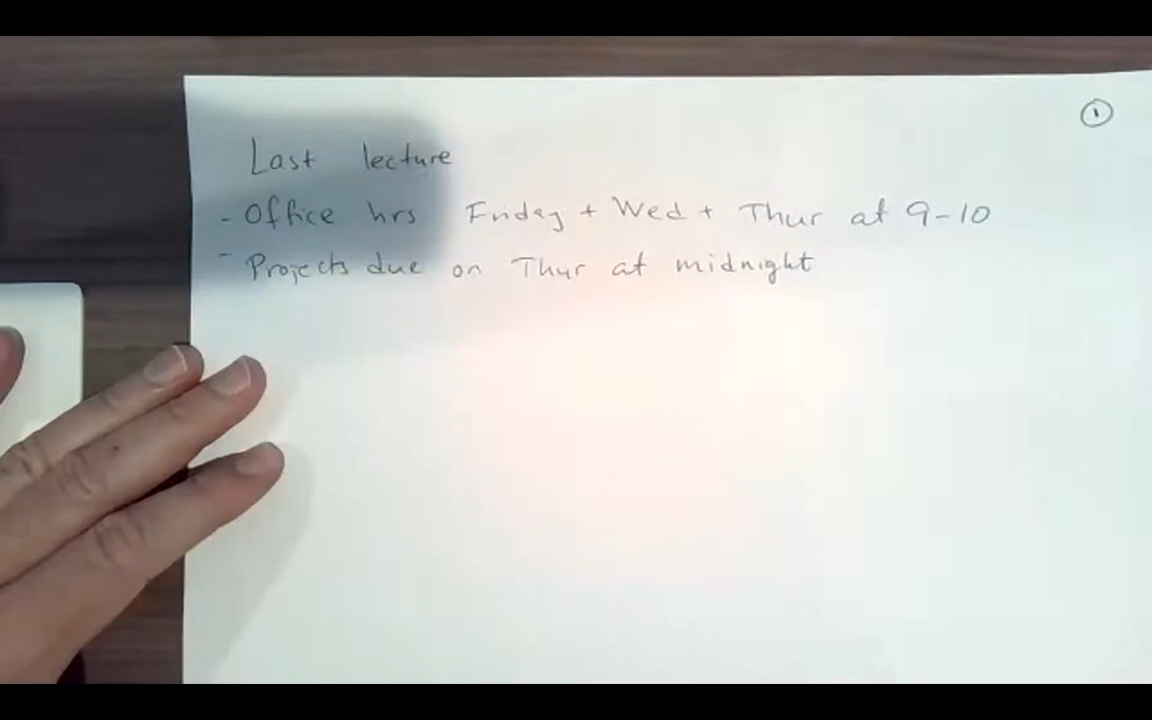 1
Last lecture
- Office hrs Friday + Wed + Thur at 9-10
- Projects due on Thur at midnight